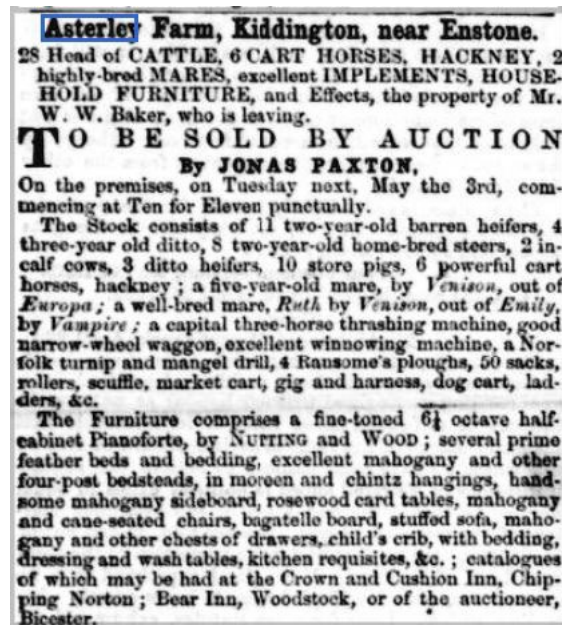 Asterley Farm, Kiddington, near Enstone.
28 Head of CATTLE, 6 CART HORSES, HACKNEY, 2
highly-bred MARES, excellent IMPLEMENTS, HOUSE-
HOLD FURNITURE, and Effects, the property of Mr.
W. W. Baker, who is leaving.
TO BE SOLD BY AUCTION
By JONAS PAXTON,
On the premises, on Tuesday next, May the 3rd, com-
mencing at Ten for Eleven punctually.
The Stock consists of 11 two-year-old barren heifers, 4
three-year old ditto, 8 two-year-old home-bred steers, 2 in-
calf cows, 3 ditto heifers, 10 store pigs, 6 powerful cart
horses, hackney; a five-year-old mare, by Venison, out of
Europa; a well-bred mare, Ruth by Venison, out of Emily,
by Vampire; a capital three-horse thrashing machine, good
narrow-wheel waggon, excellent winnowing machine, a Nor-
folk turnip and mangel drill, 4 Ransome's ploughs, 50 sacks,
rollers, scuffle, market cart, gig and harness, dog cart, lad-
ders, &c.
The Furniture comprises a fine-toned 6¼ octave half-
cabinet Pianoforte, by NUTTING and WOOD; several prime
feather beds and bedding, excellent mahogany and other
four-post bedsteads, in moreen and chintz hangings, hand-
some mahogany sideboard, rosewood card tables, mahogany
and cane-seated chairs, bagatelle board, stuffed sofa, maho-
gany and other chests of drawers, child's crib, with bedding,
dressing and wash tables, kitchen requisites, &c.; catalogues
of which may be had at the Crown and Cushion Inn, Chip-
ping Norton; Bear Inn, Woodstock, or of the auctioneer,
Bicester.